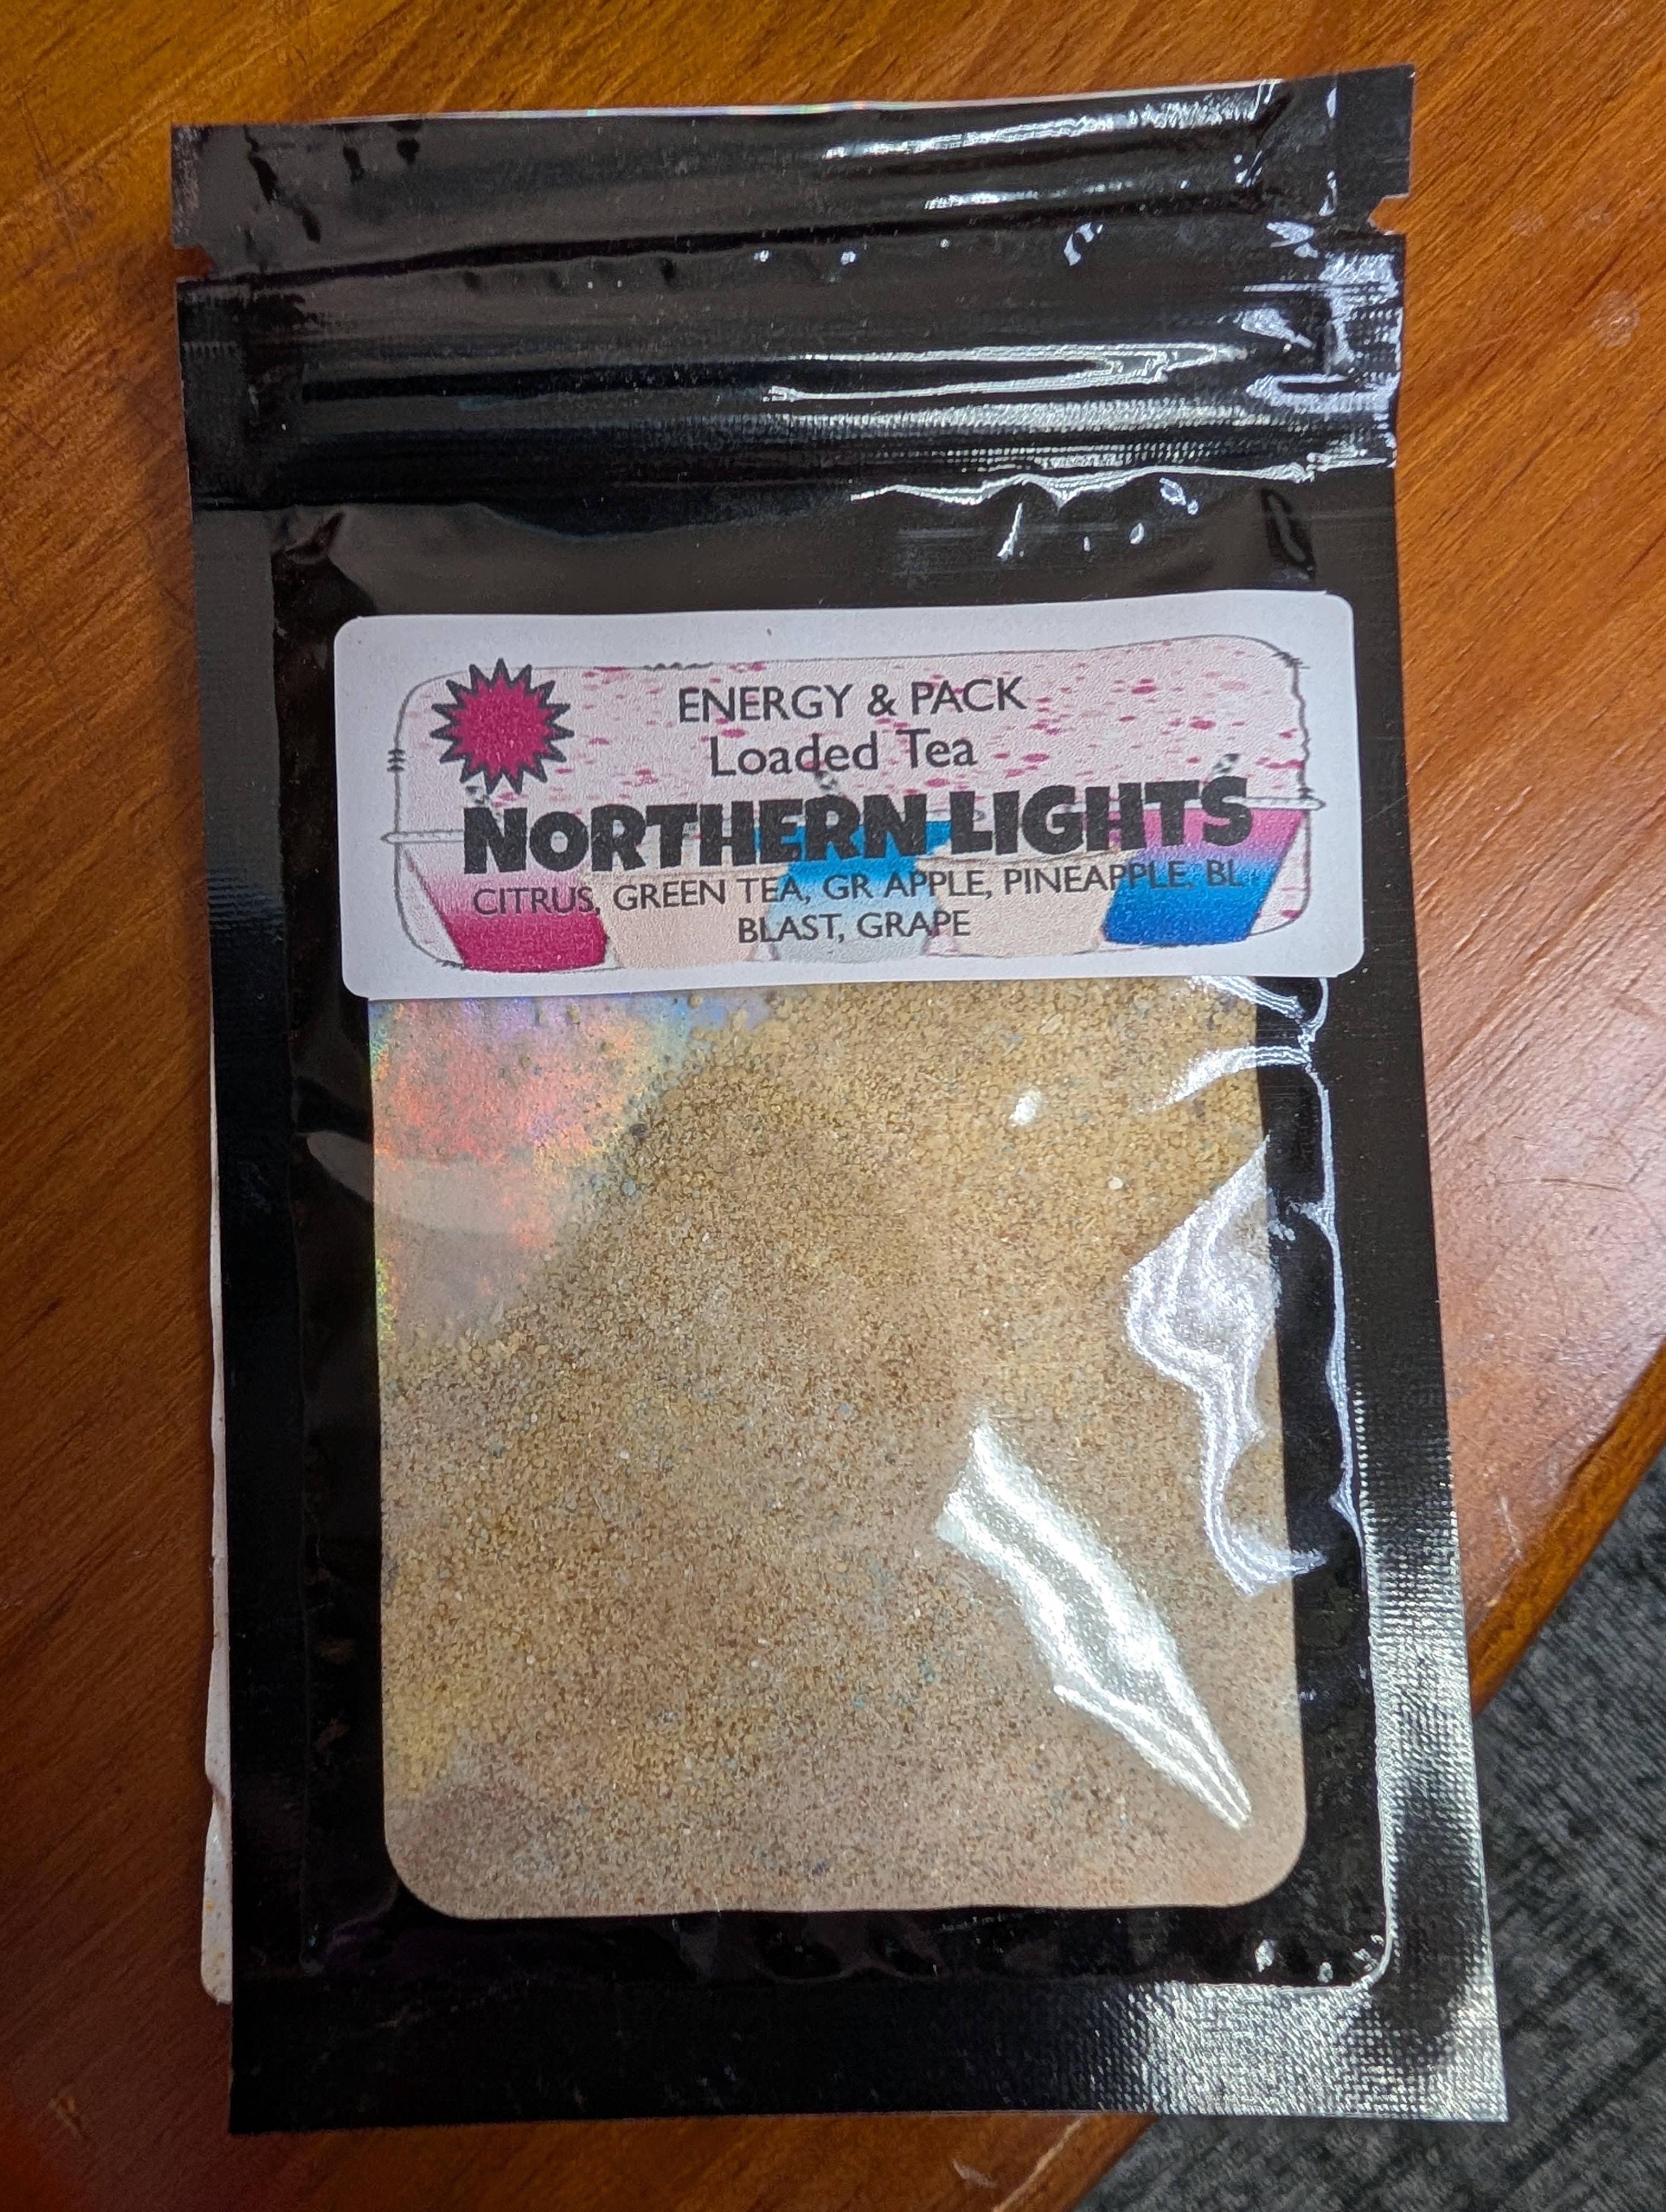 ENERGY & PACK
Loaded Tea
NORTHERN LIGHTS
CITRUS, GREEN TEA, GR APPLE, PINEAPPLE, BL
BLAST, GRAPE